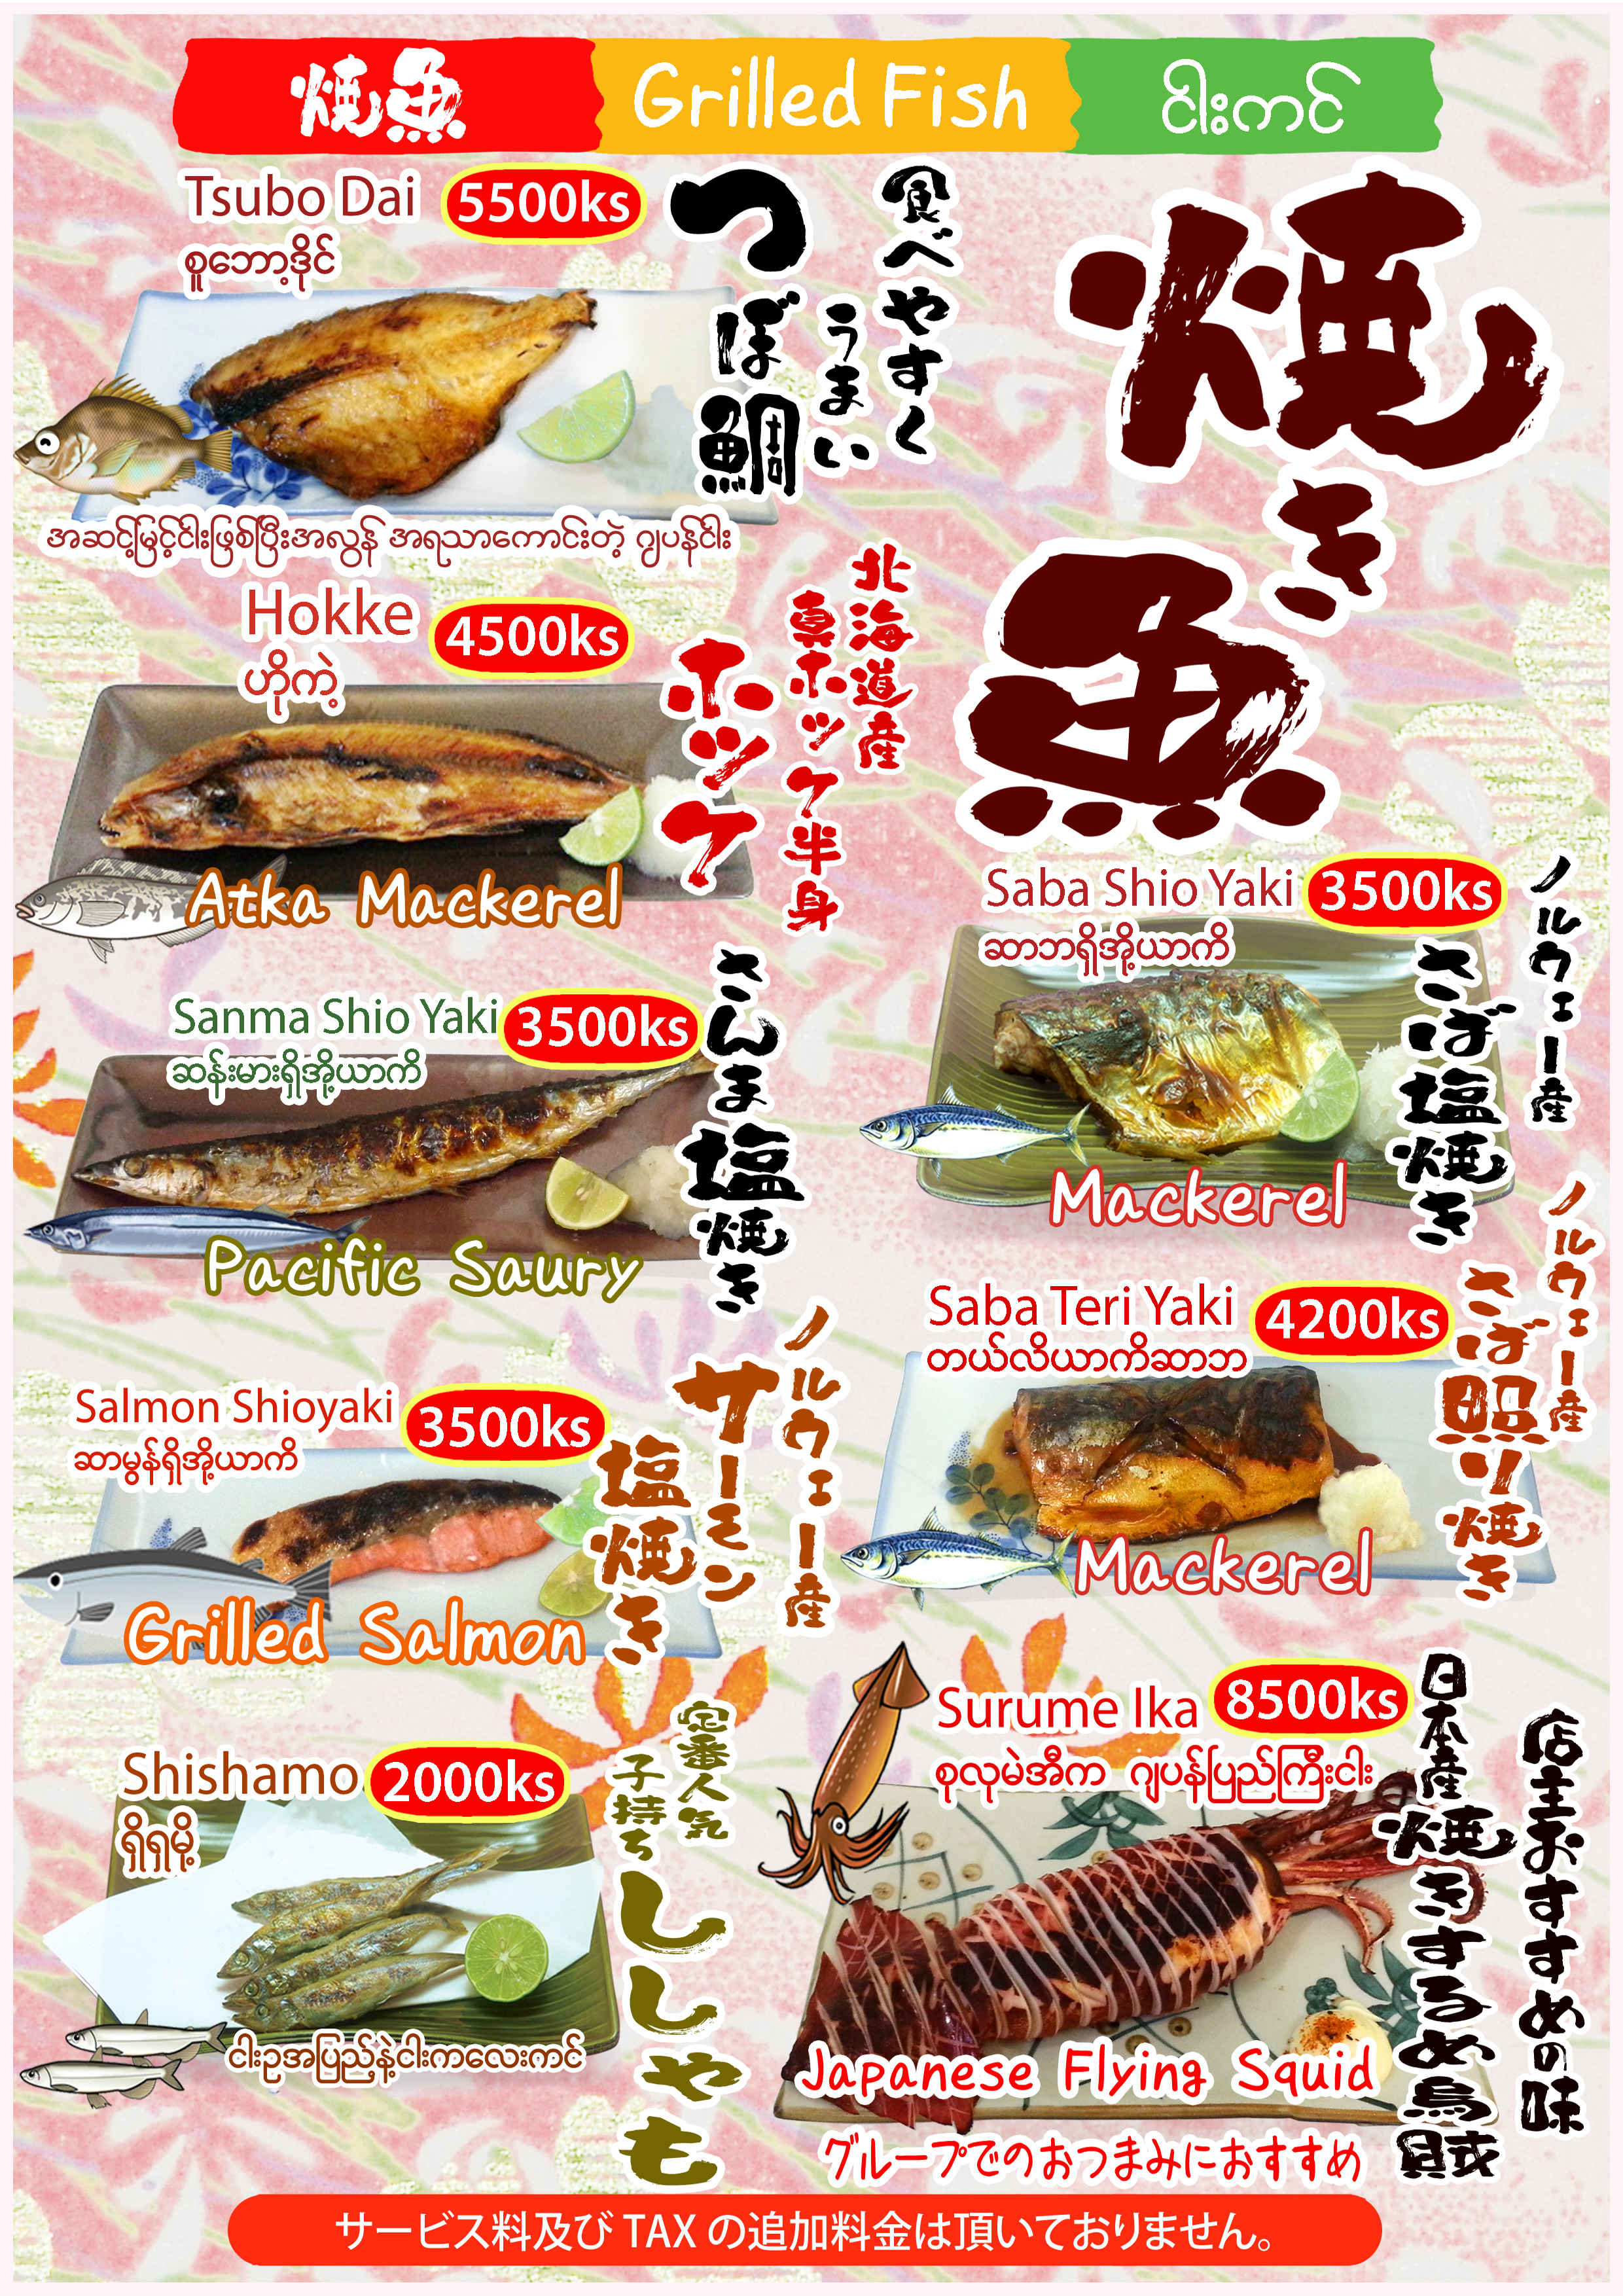 焼魚
Grilled Fish
ငါးကင်
焼き魚
Tsubo Dai
5500ks
စူဘော့ဒိုင်
つぼ鯛
食べやすく
うまい
အဆင့်မြင့်ငါးဖြစ်ပြီးအလွန် အရသာကောင်းတဲ့ ဂျပန်ငါး
Hokke
4500ks
ဟိုကဲ့
ホッケ
北海道産
真ホッケ半身
Atka Mackerel
Sanma Shio Yaki
3500ks
ဆန်းမားရှိအို့ယာကိ
さんま塩焼き
Pacific Saury
Salmon Shioyaki
3500ks
ဆာမွန်ရှိအို့ယာကိ
ノルウェー産
サーモン
塩焼き
Grilled Salmon
Shishamo
2000ks
ရှိရှမို့
定番人気
子持ち
ししゃも
ငါးဥအပြည့်နဲ့ငါးကလေးကင်
Saba Shio Yaki
3500ks
ဆာဘရှိအို့ယာကိ
ノルウェー産
さば塩焼き
Mackerel
Saba Teri Yaki
4200ks
တယ်လိယာကိဆာဘ
ノルウェー産
さば照り焼き
Mackerel
Surume Ika
8500ks
စုလုမဲအီက ဂျပန်ပြည်ကြီးငါး
店主おすすめの味
日本産
焼きするめ烏賊
Japanese Flying Squid
グループでのおつまみにおすすめ
サービス料及び TAX の追加料金は頂いておりません。